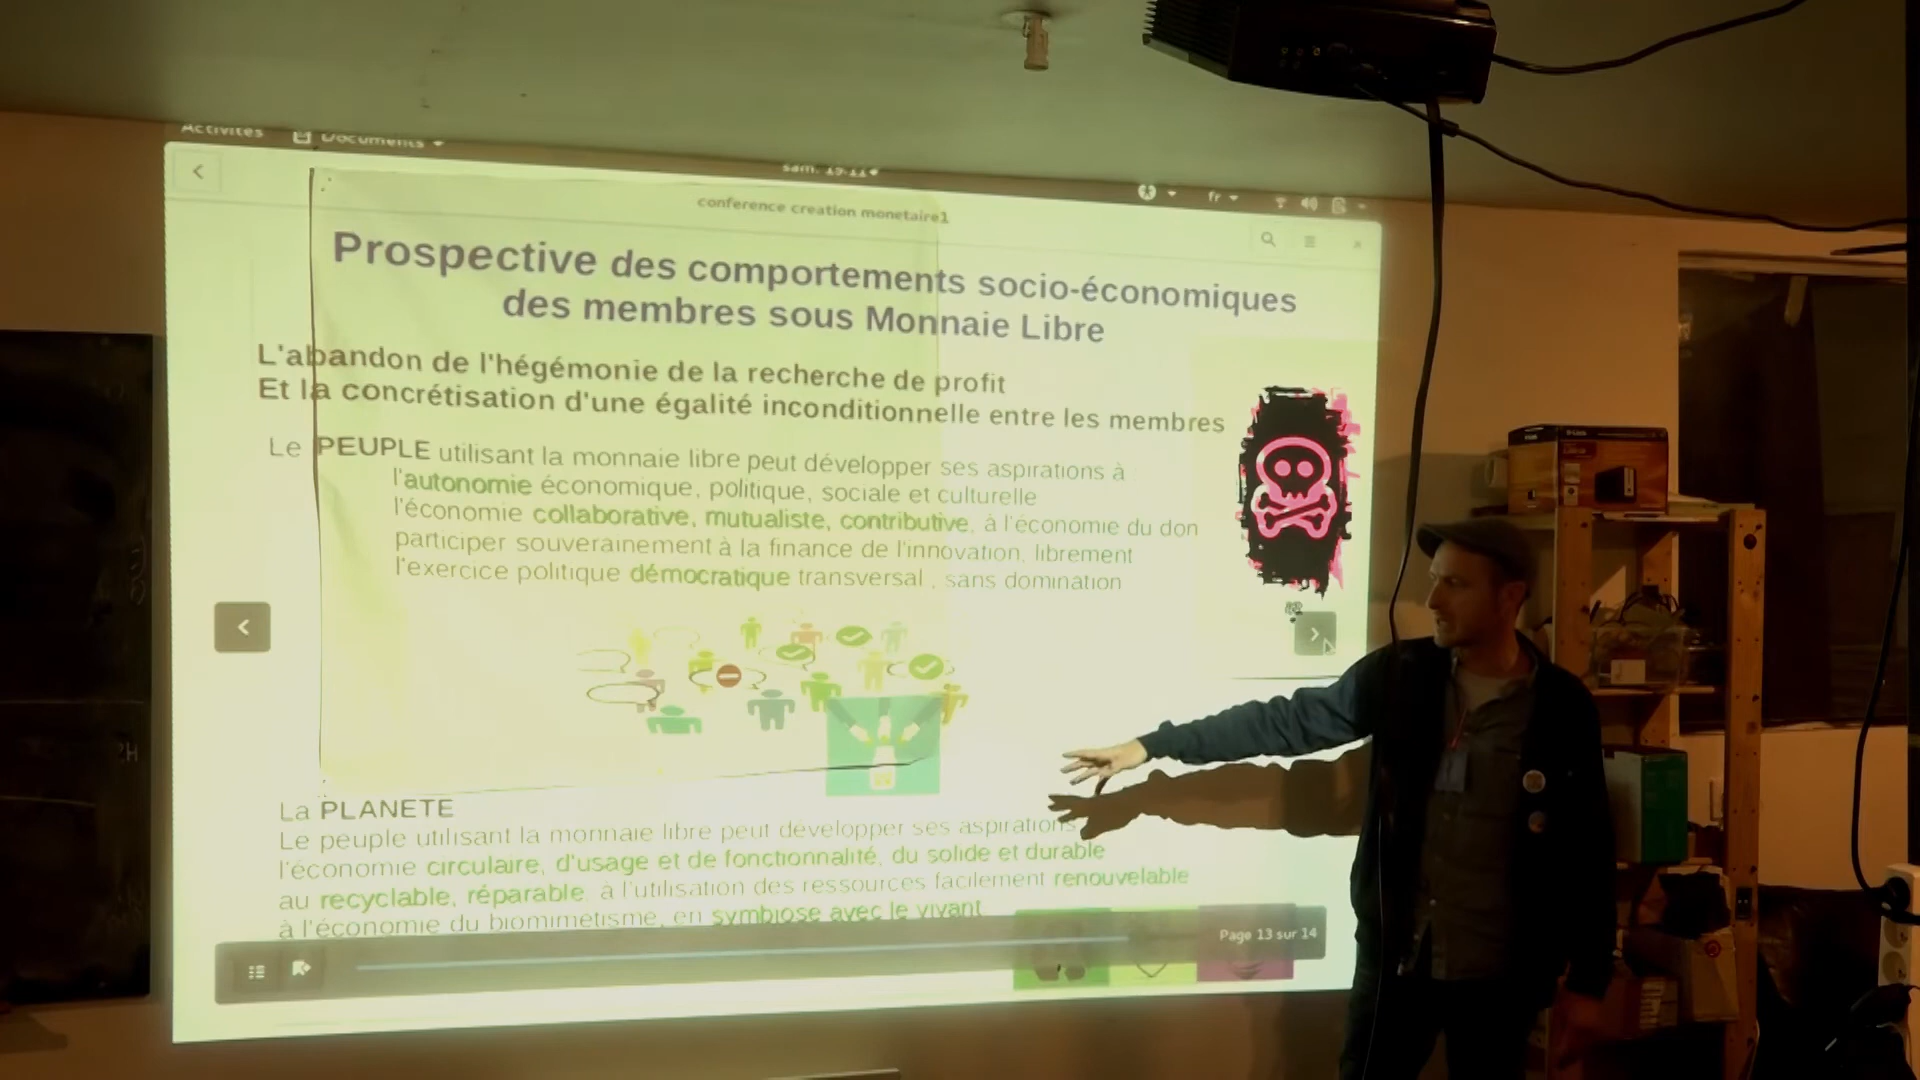 Activités Documents
sam. 19:11
fr
conference creation monetaire1
Prospective des comportements socio-économiques
des membres sous Monnaie Libre
L'abandon de l'hégémonie de la recherche de profit
Et la concrétisation d'une égalité inconditionnelle entre les membres
Le PEUPLE utilisant la monnaie libre peut développer ses aspirations à
l'autonomie économique, politique, sociale et culturelle
l'économie collaborative, mutualiste, contributive, à l'économie du don
participer souverainement à la finance de l'innovation, librement
l'exercice politique démocratique transversal , sans domination
La PLANETE
Le peuple utilisant la monnaie libre peut développer ses aspirations
l'économie circulaire, d'usage et de fonctionnalité, du solide et durable
au recyclable, réparable, à l'utilisation des ressources facilement renouvelable
à l'économie du biomimétisme, en symbiose avec le vivant
Page 13 sur 14